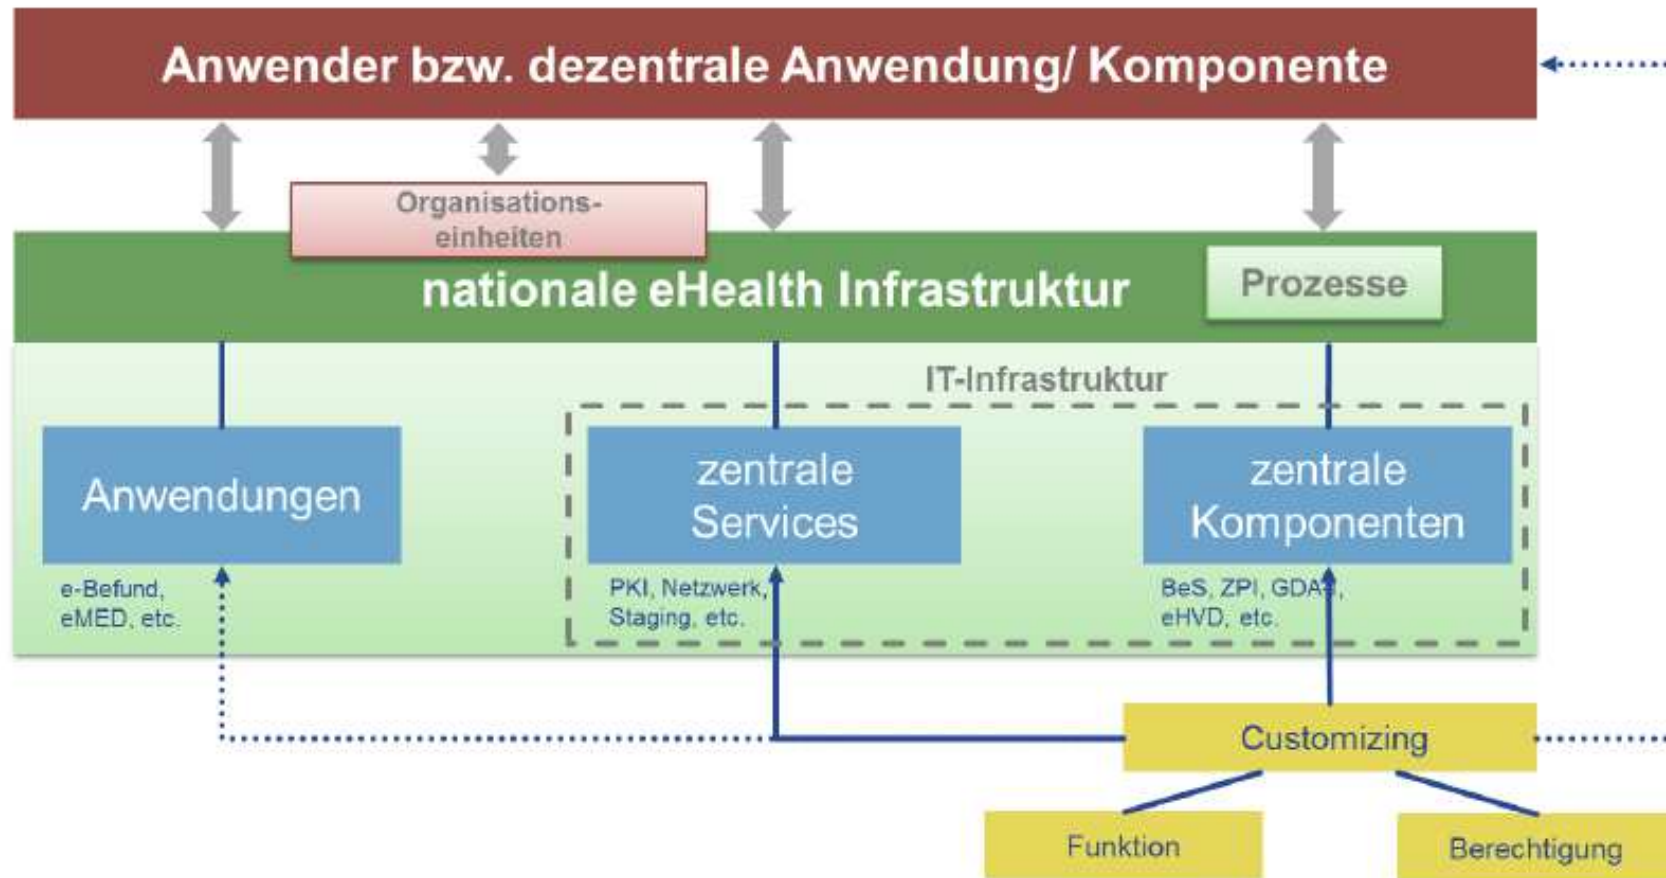 Anwender bzw. dezentrale Anwendung/ Komponente
Organisations-
einheiten
nationale eHealth Infrastruktur
Prozesse
IT-Infrastruktur
Anwendungen
zentrale
Services
zentrale
Komponenten
e-Befund,
eMED, etc.
PKI, Netzwerk,
Staging, etc.
BeS, ZPI,
eHVD, etc.
Customizing
Funktion
Berechtigung